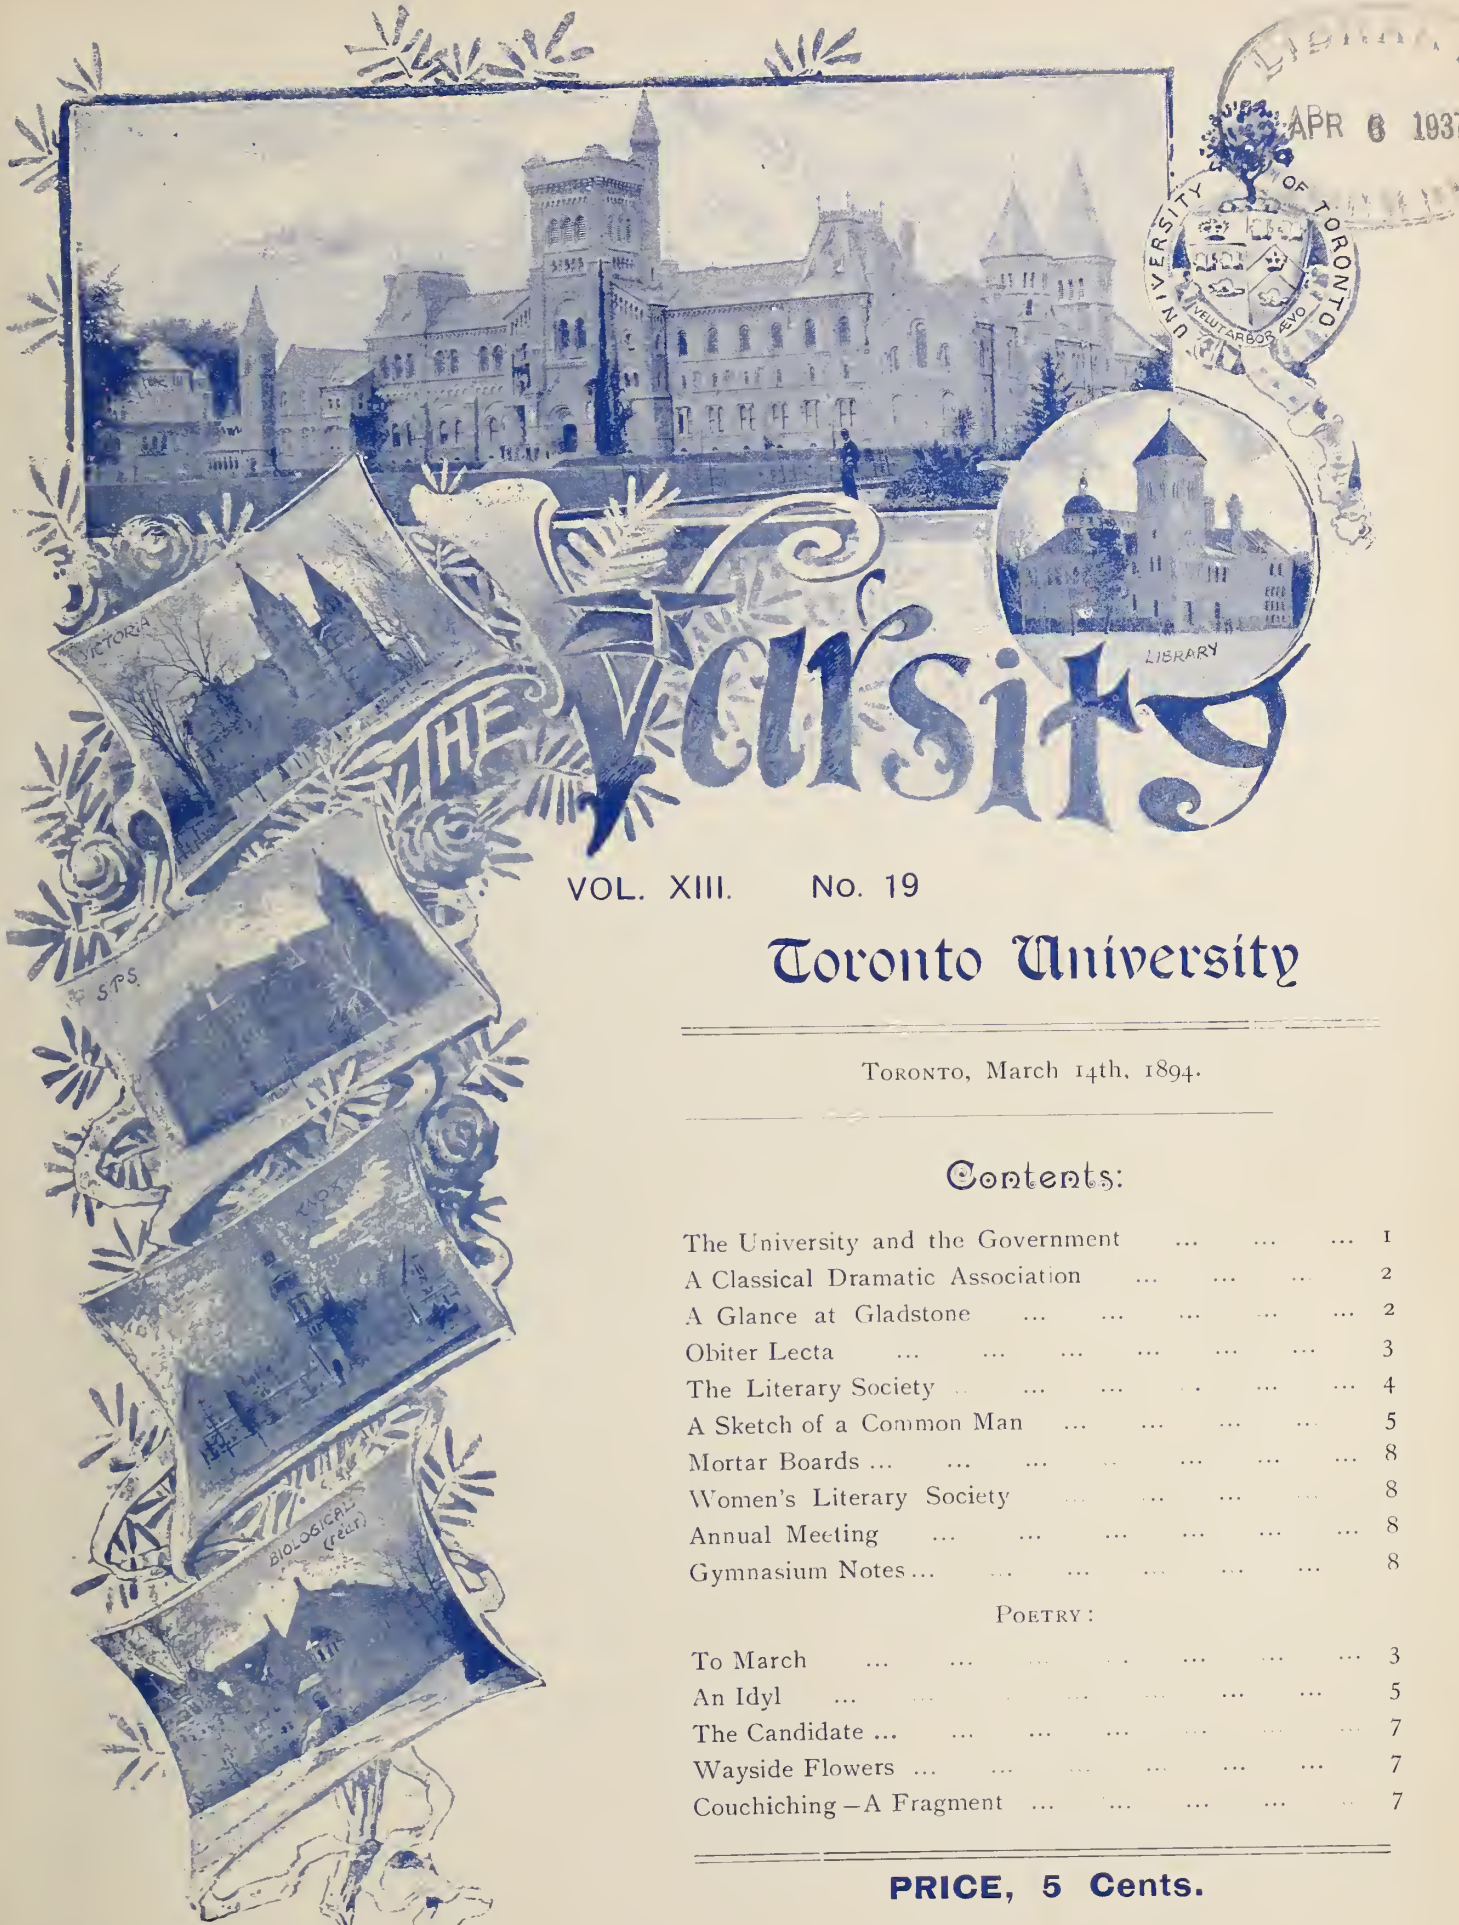 LIBRARY
APR 6 1937
UNIVERSITY OF TORONTO
VELUT ARBOR ÆVO
VICTORIA
LIBRARY
THE Varsity
S.P.S.
KNOX
BIOLOGICAL
(rear)
VOL. XIII. No. 19
Toronto University
TORONTO, March 14th, 1894.
Contents:
The University and the Government ... ... ... 1
A Classical Dramatic Association ... ... ... 2
A Glance at Gladstone ... ... ... ... ... 2
Obiter Lecta ... ... ... ... ... ... 3
The Literary Society ... ... ... ... ... ... 4
A Sketch of a Common Man ... ... ... ... 5
Mortar Boards ... ... ... ... ... ... ... 8
Women's Literary Society ... ... ... ... 8
Annual Meeting ... ... ... ... ... ... 8
Gymnasium Notes ... ... ... ... ... ... 8
POETRY:
To March ... ... ... ... ... ... ... 3
An Idyl ... ... ... ... ... ... ... 5
The Candidate ... ... ... ... ... ... ... 7
Wayside Flowers ... ... ... ... ... ... 7
Couchiching—A Fragment ... ... ... ... ... 7
PRICE, 5 Cents.